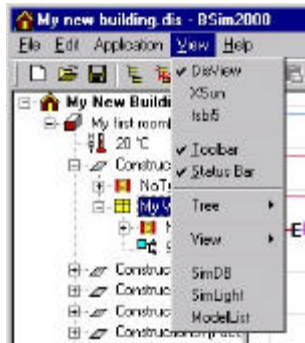 My new building.dis - BSim2000
File Edit Application View Help
DisView
XSun
tsbi5
Toolbar
Status Bar
Tree
View
SimDB
SimLight
ModelList
My New Buildi
My first room
20 °C
Construc
NoT
My
Construc
Construc
Construc